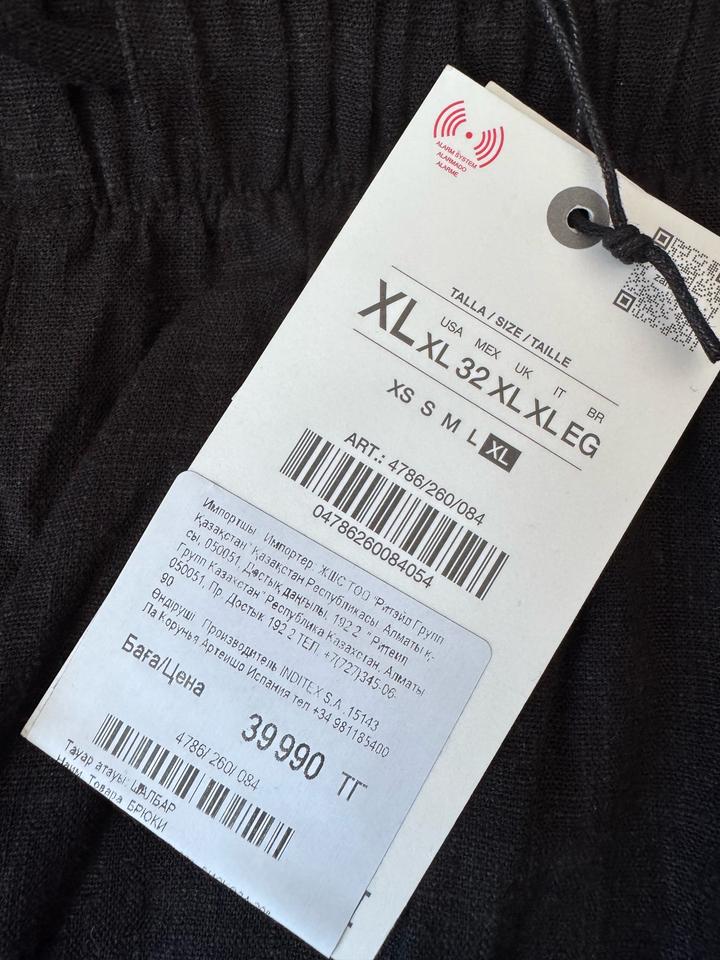 ALARM SYSTEM
ALARMADO
ALARME
TALLA / SIZE / TAILLE
USA MEX UK IT BR
XL XL 32 XL XL EG
XS S M L XL
ART.: 4786/260/084
04786260084054
Импортшы Импортер ЖШС ТОО "Ритэйл Групп
Қазақстан" Қазақстан Республикасы Алматы қ-
сы, 050051, Достық даңғылы, 192 2 "Ритейл
Групп Казахстан" Республика Казахстан, Алматы
050051, Пр. Достык 192 2 ТЕЛ. +7(727)345-06-
90
Өндіруші Производитель INDITEX S.A. 15143
Ла Корунья Артейшо Испания тел +34 981185400
Баға/Цена
39 990 ТГ
4786/ 260/ 084
Тауар атауы: ШАЛБАР
Наим. Товара: БРЮКИ